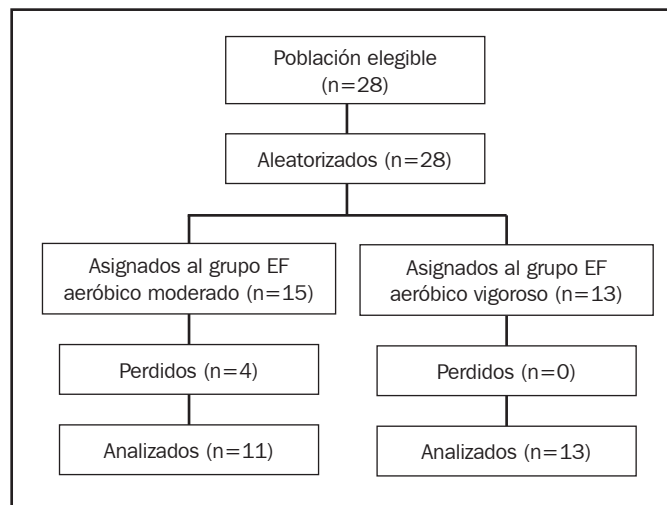 Población elegible
(n=28)
Aleatorizados (n=28)
Asignados al grupo EF
aeróbico moderado (n=15)
Asignados al grupo EF
aeróbico vigoroso (n=13)
Perdidos (n=4)
Perdidos (n=0)
Analizados (n=11)
Analizados (n=13)